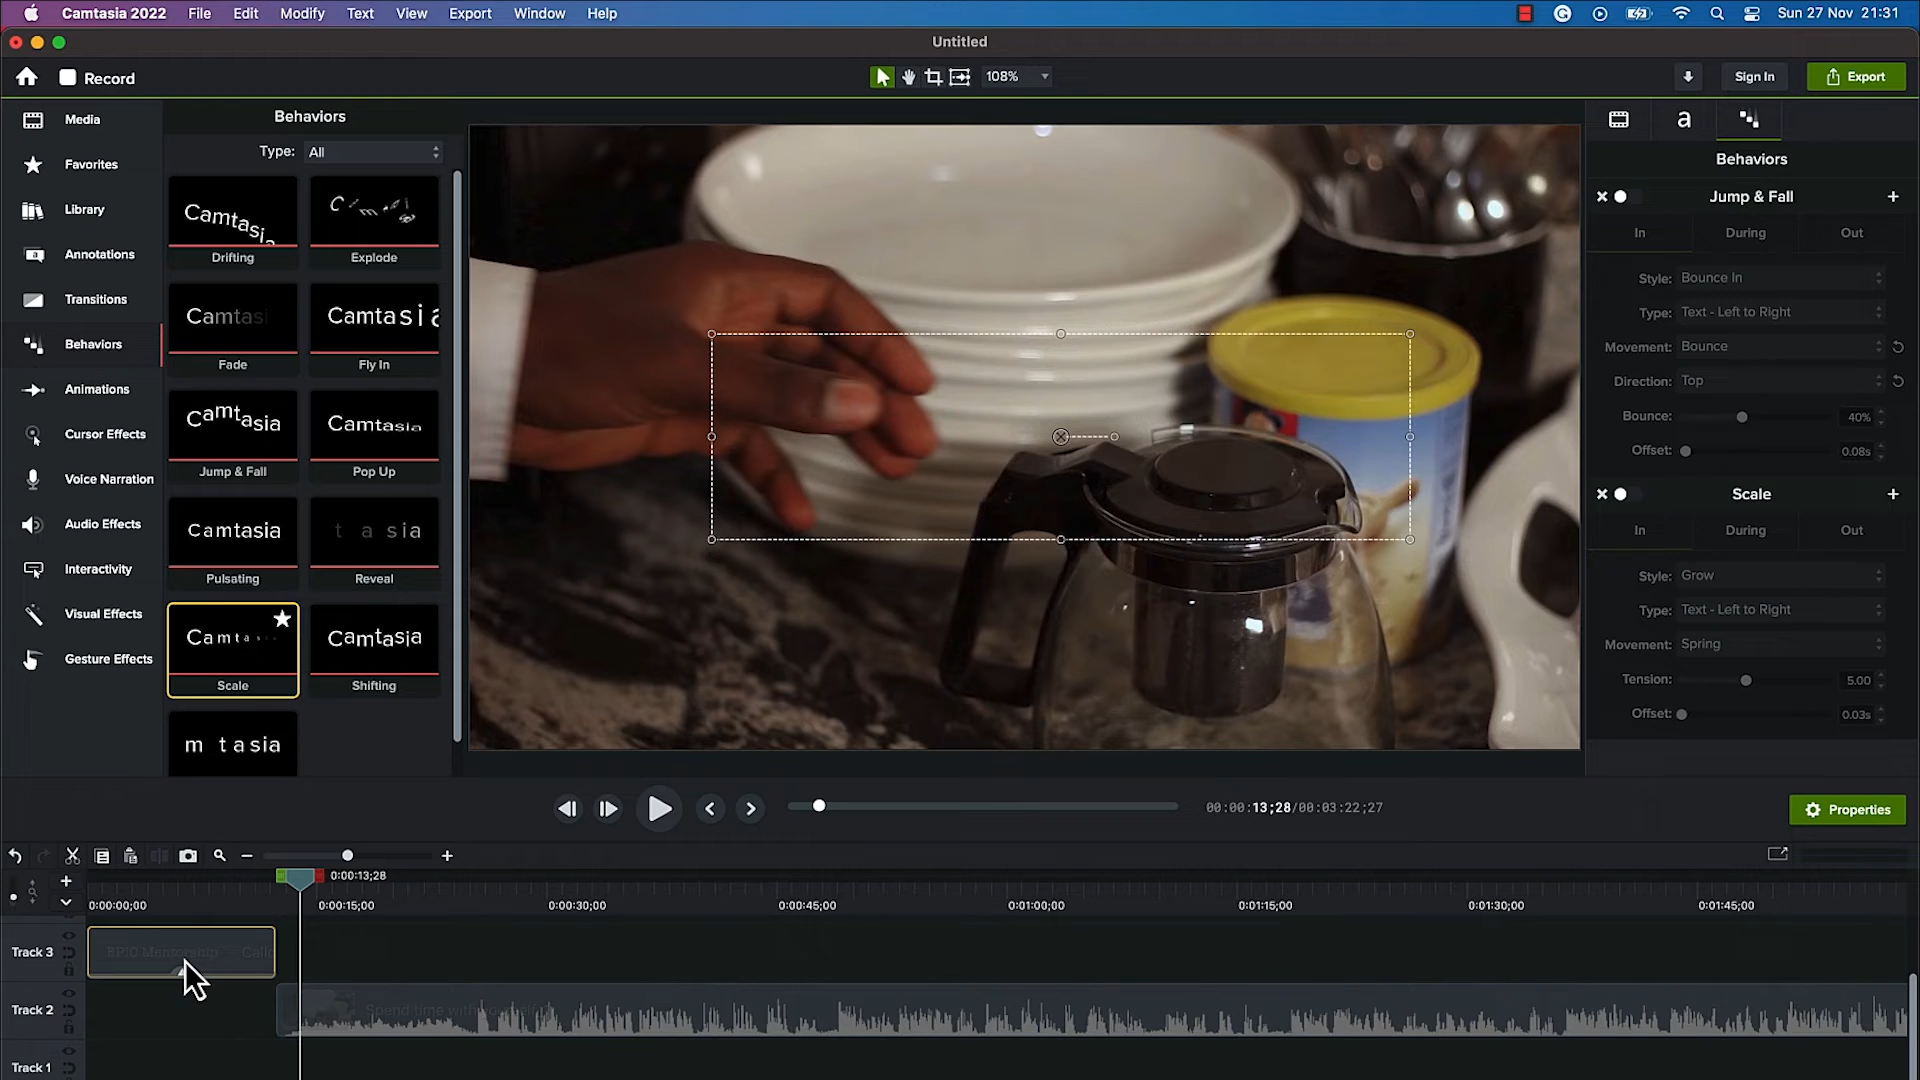 Camtasia 2022 File Edit Modify Text View Export Window Help Sun 27 Nov 21:31
Untitled
Record 108% Sign In Export
Media
Favorites
Library
Annotations
Transitions
Behaviors
Animations
Cursor Effects
Voice Narration
Audio Effects
Interactivity
Visual Effects
Gesture Effects
Behaviors
Type: All
Camtasia
Drifting
Explode
Camtasi
Fade
Camtasia
Fly In
Camtasia
Jump & Fall
Camtasia
Pop Up
Camtasia
Pulsating
t a sia
Reveal
Camta
Scale
Camtasia
Shifting
m tasia
a
Behaviors
Jump & Fall
In During Out
Style: Bounce In
Type: Text - Left to Right
Movement: Bounce
Direction: Top
Bounce: 40%
Offset: 0.08s
Scale
In During Out
Style: Grow
Type: Text - Left to Right
Movement: Spring
Tension: 5.00
Offset: 0.03s
00:00:13;28/00:03:22;27
Properties
0:00:13;28
0:00:00;00 0:00:15;00 0:00:30;00 0:00:45;00 0:01:00;00 0:01:15;00 0:01:30;00 0:01:45;00
Track 3 Mentorship
Track 2 Spend time with
Track 1